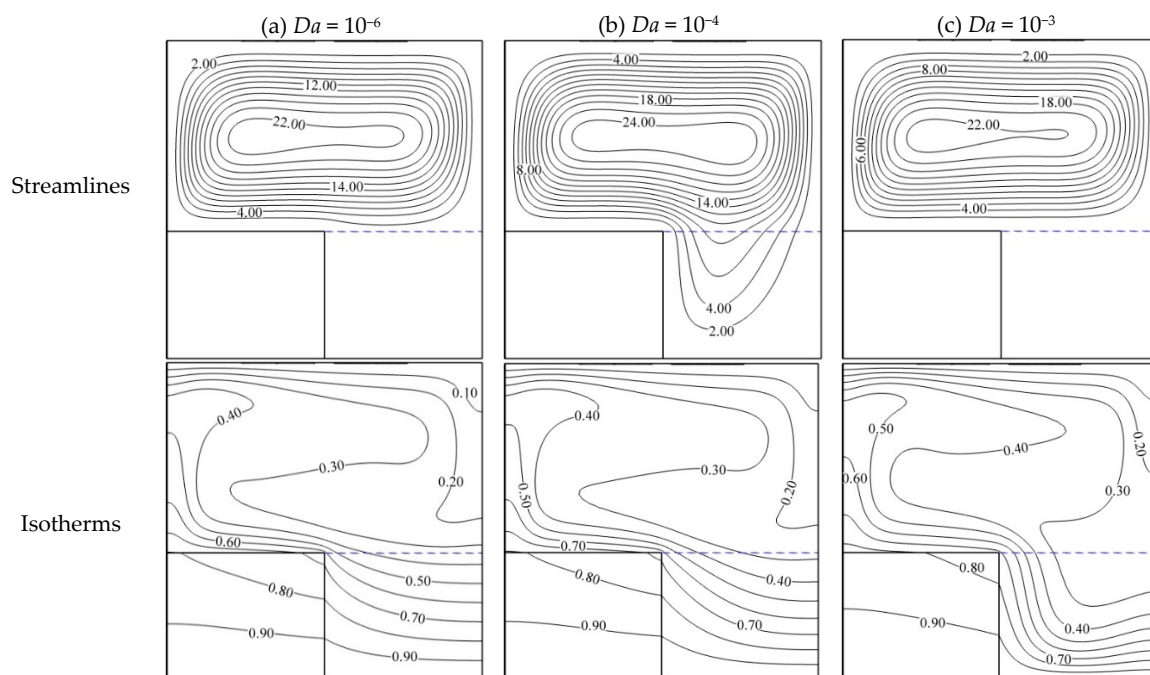 (a) Da = 10⁻⁶ (b) Da = 10⁻⁴ (c) Da = 10⁻³
2.00 4.00 2.00
12.00 8.00
18.00 18.00
22.00 24.00 22.00
6.00
8.00
Streamlines
14.00 14.00
4.00 4.00
4.00
2.00
0.10
0.40 0.40 0.50 0.20
0.40
0.30 0.30 0.60
0.20 0.50 0.20 0.30
Isotherms
0.60 0.70
0.50 0.40 0.80
0.80 0.80
0.70 0.70 0.40
0.90 0.90 0.90
0.90 0.70